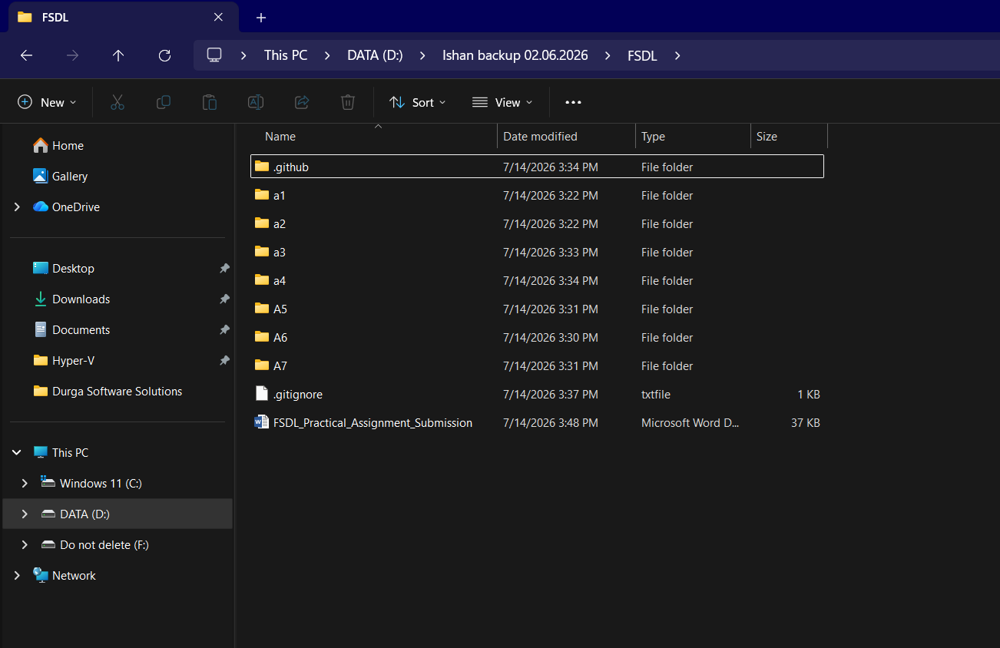 FSDL
This PC > DATA (D:) > Ishan backup 02.06.2026 > FSDL >
New
Sort
View
Home
Gallery
OneDrive
Desktop
Downloads
Documents
Hyper-V
Durga Software Solutions
This PC
Windows 11 (C:)
DATA (D:)
Do not delete (F:)
Network
Name Date modified Type Size
.github 7/14/2026 3:34 PM File folder
a1 7/14/2026 3:22 PM File folder
a2 7/14/2026 3:22 PM File folder
a3 7/14/2026 3:33 PM File folder
a4 7/14/2026 3:34 PM File folder
A5 7/14/2026 3:31 PM File folder
A6 7/14/2026 3:30 PM File folder
A7 7/14/2026 3:31 PM File folder
.gitignore 7/14/2026 3:37 PM txtfile 1 KB
FSDL_Practical_Assignment_Submission 7/14/2026 3:48 PM Microsoft Word D... 37 KB